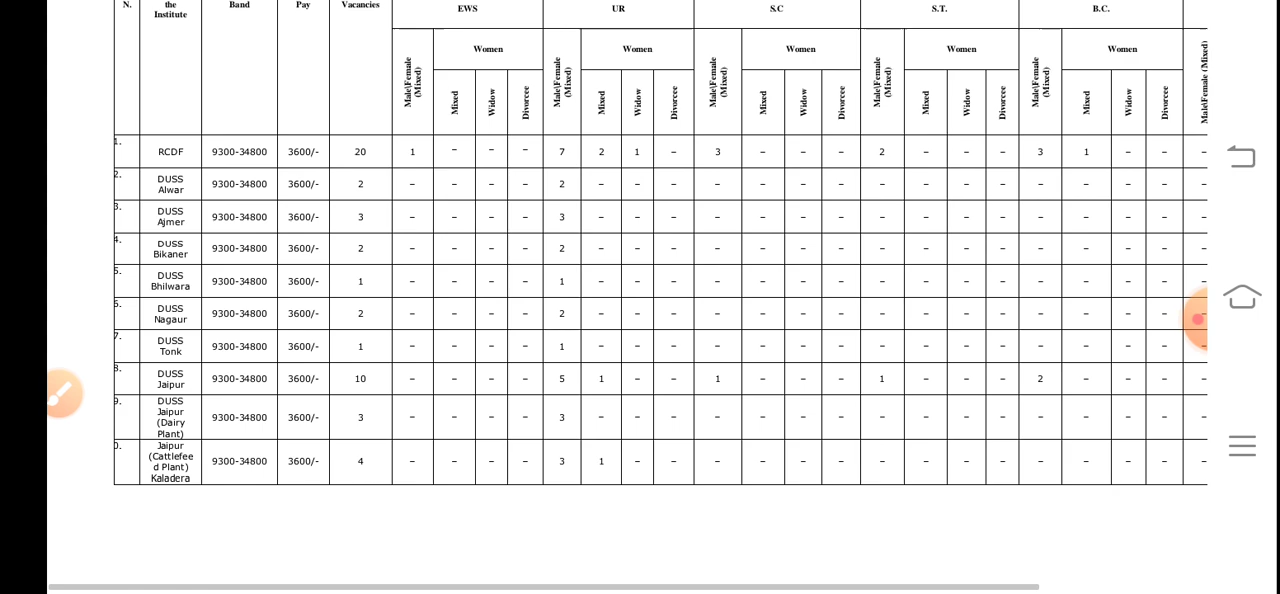 N. the Institute Band Pay Vacancies EWS UR S.C S.T. B.C.
Male\Female (Mixed) Women Male\Female (Mixed) Women Male\Female (Mixed) Women Male\Female (Mixed) Women Male\Female (Mixed) Women Male\Female (Mixed)
Mixed Widow Divorcee Mixed Widow Divorcee Mixed Widow Divorcee Mixed Widow Divorcee Mixed Widow Divorcee
1. RCDF 9300-34800 3600/- 20 1 – – – 7 2 1 – 3 – – – 2 – – – 3 1 – – –
2. DUSS Alwar 9300-34800 3600/- 2 – – – – 2 – – – – – – – – – – – – – – – –
3. DUSS Ajmer 9300-34800 3600/- 3 – – – – 3 – – – – – – – – – – – – – – – –
4. DUSS Bikaner 9300-34800 3600/- 2 – – – – 2 – – – – – – – – – – – – – – – –
5. DUSS Bhilwara 9300-34800 3600/- 1 – – – – 1 – – – – – – – – – – – – – – – –
6. DUSS Nagaur 9300-34800 3600/- 2 – – – – 2 – – – – – – – – – – – – – – – –
7. DUSS Tonk 9300-34800 3600/- 1 – – – – 1 – – – – – – – – – – – – – – – –
8. DUSS Jaipur 9300-34800 3600/- 10 – – – – 5 1 – – 1 – – – 1 – – – 2 – – – –
9. DUSS Jaipur (Dairy Plant) 9300-34800 3600/- 3 – – – – 3 – – – – – – – – – – – – – – – –
0. Jaipur (Cattlefee d Plant) Kaladera 9300-34800 3600/- 4 – – – – 3 1 – – – – – – – – – – – – – – –